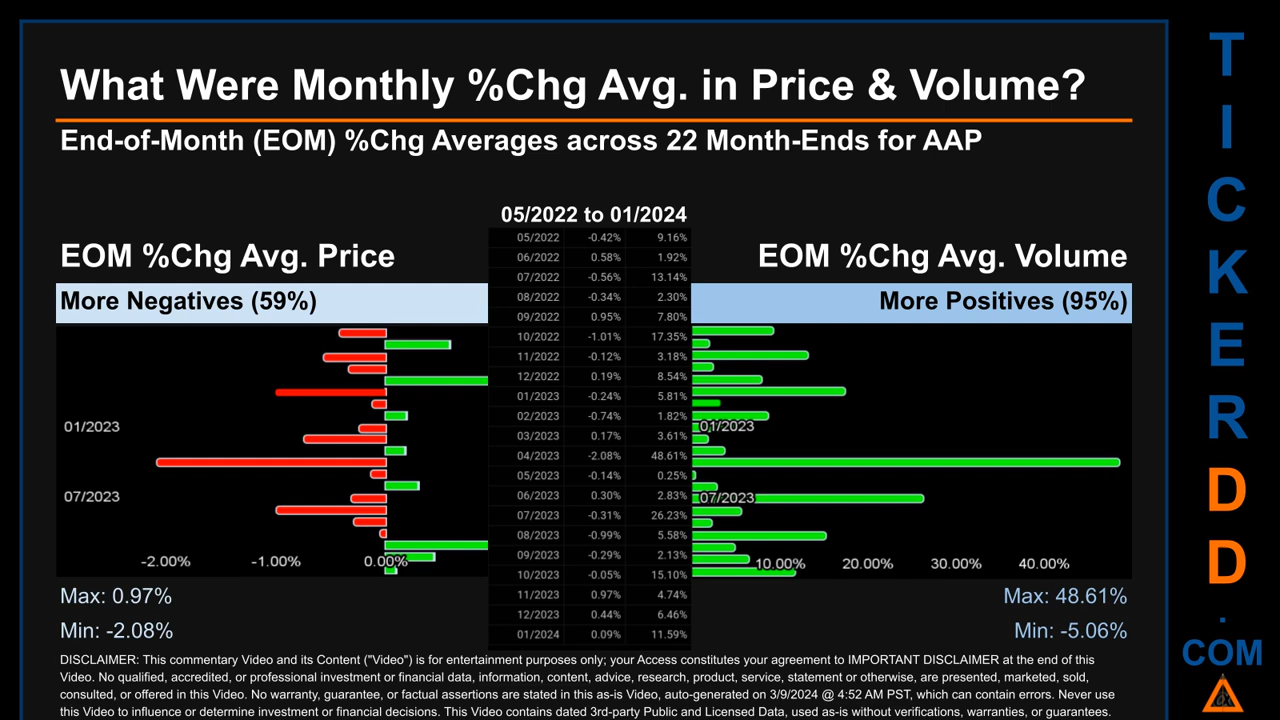 What Were Monthly %Chg Avg. in Price & Volume?
End-of-Month (EOM) %Chg Averages across 22 Month-Ends for AAP
05/2022 to 01/2024
EOM %Chg Avg. Price
EOM %Chg Avg. Volume
More Negatives (59%)
More Positives (95%)
05/2022 -0.42% 9.16%
06/2022 0.58% 1.92%
07/2022 -0.56% 13.14%
08/2022 -0.34% 2.30%
09/2022 0.95% 7.80%
10/2022 -1.01% 17.35%
11/2022 -0.12% 3.18%
12/2022 0.19% 8.54%
01/2023 -0.24% 5.81%
02/2023 -0.74% 1.82%
03/2023 0.17% 3.61%
04/2023 -2.08% 48.61%
05/2023 -0.14% 0.25%
06/2023 0.30% 2.83%
07/2023 -0.31% 26.23%
08/2023 -0.99% 5.58%
09/2023 -0.29% 2.13%
10/2023 -0.05% 15.10%
11/2023 0.97% 4.74%
12/2023 0.44% 6.46%
01/2024 0.09% 11.59%
01/2023
07/2023
-2.00% -1.00% 0.00%
01/2023
07/2023
10.00% 20.00% 30.00% 40.00%
Max: 0.97%
Min: -2.08%
Max: 48.61%
Min: -5.06%
DISCLAIMER: This commentary Video and its Content ("Video") is for entertainment purposes only; your Access constitutes your agreement to IMPORTANT DISCLAIMER at the end of this
Video. No qualified, accredited, or professional investment or financial data, information, content, advice, research, product, service, statement or otherwise, are presented, marketed, sold,
consulted, or offered in this Video. No warranty, guarantee, or factual assertions are stated in this as-is Video, auto-generated on 3/9/2024 @ 4:52 AM PST, which can contain errors. Never use
this Video to influence or determine investment or financial decisions. This Video contains dated 3rd-party Public and Licensed Data, used as-is without verifications, warranties, or guarantees.
T
I
C
K
E
R
D
D
.
COM